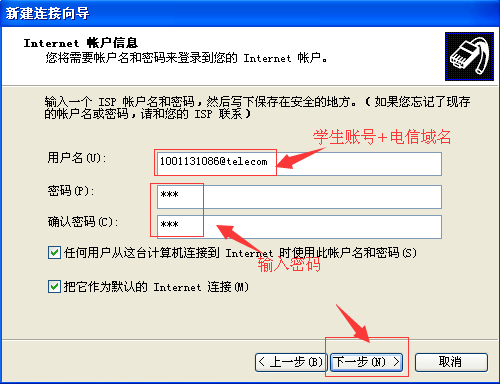 新建连接向导
Internet 帐户信息
您将需要帐户名和密码来登录到您的 Internet 帐户。
输入一个 ISP 帐户名和密码，然后写下保存在安全的地方。（如果您忘记了现存
的帐户名或密码，请和您的 ISP 联系）
学生账号+电信域名
用户名(U): 1001131086@telecom
密码(P): ***
确认密码(C): ***
任何用户从这台计算机连接到 Internet 时使用此帐户名和密码(S)
输入密码
把它作为默认的 Internet 连接(M)
< 上一步(B) 下一步(N) > 取消